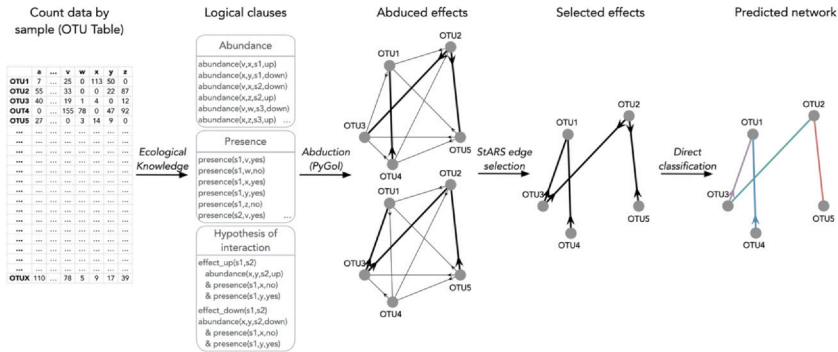 Count data by
sample (OTU Table)
Logical clauses
Abduced effects
Selected effects
Predicted network
a ... v w x y z
OTU1 7 ... 25 0 113 50 0
OTU2 55 ... 33 0 0 22 87
OTU3 40 ... 19 1 4 0 12
OTU4 0 ... 155 78 0 47 92
OTU5 27 ... 0 3 14 9 0
... ... ... ... ... ... ... ...
... ... ... ... ... ... ... ...
... ... ... ... ... ... ... ...
... ... ... ... ... ... ... ...
... ... ... ... ... ... ... ...
... ... ... ... ... ... ... ...
... ... ... ... ... ... ... ...
... ... ... ... ... ... ... ...
... ... ... ... ... ... ... ...
... ... ... ... ... ... ... ...
... ... ... ... ... ... ... ...
... ... ... ... ... ... ... ...
OTUX 110 ... 78 5 9 17 39
Ecological
Knowledge
Abundance
abundance(v,x,s1,up)
abundance(x,y,s1,down)
abundance(v,x,s2,down)
abundance(x,z,s2,up)
abundance(v,w,s3,down)
abundance(x,z,s3,up) ...
Presence
presence(s1,v,yes)
presence(s1,w,no)
presence(s1,x,yes)
presence(s1,y,yes)
presence(s1,z,no)
presence(s2,v,yes) ...
Hypothesis of
interaction
effect_up(s1,s2)
abundance(x,y,s2,up)
& presence(s1,x,no)
& presence(s1,y,yes)
effect_down(s1,s2)
abundance(x,y,s2,down)
& presence(s1,x,no)
& presence(s1,y,yes)
Abduction
(PyGol)
OTU2
OTU1
OTU3
OTU5
OTU4
OTU2
OTU1
OTU3
OTU5
OTU4
StARS edge
selection
OTU2
OTU1
OTU3
OTU5
OTU4
Direct
classification
OTU2
OTU1
OTU3
OTU5
OTU4